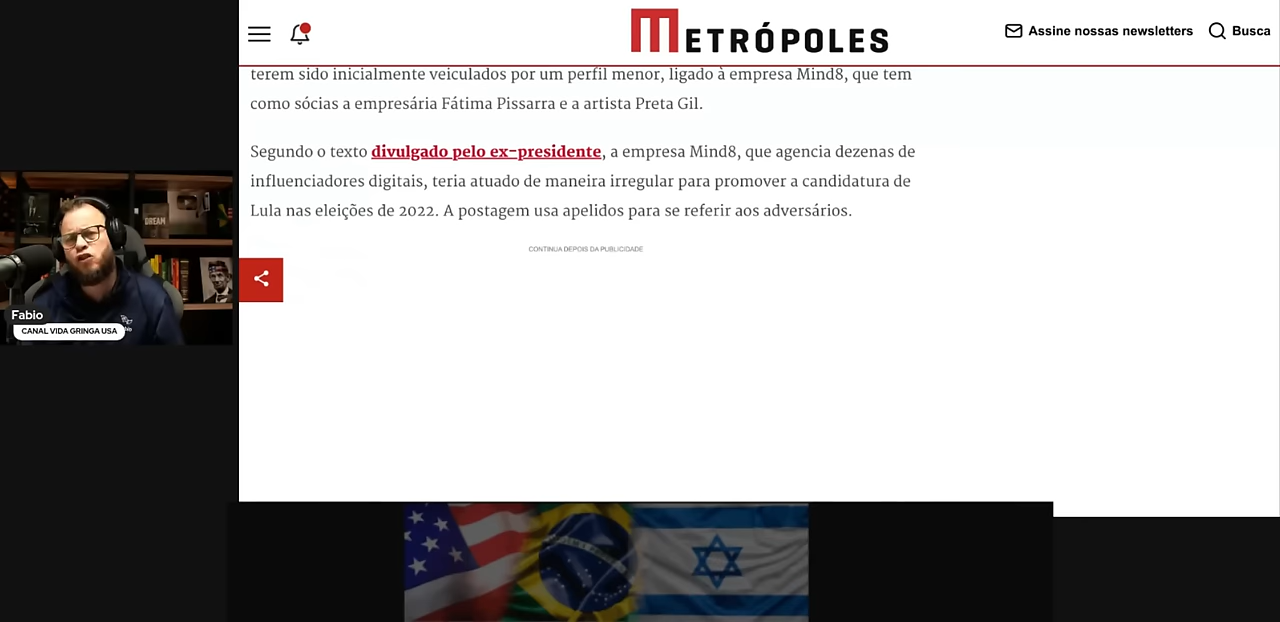 METRÓPOLES
Assine nossas newsletters
Busca
terem sido inicialmente veiculados por um perfil menor, ligado à empresa Mind8, que tem
como sócias a empresária Fátima Pissarra e a artista Preta Gil.
Segundo o texto divulgado pelo ex-presidente, a empresa Mind8, que agencia dezenas de
influenciadores digitais, teria atuado de maneira irregular para promover a candidatura de
Lula nas eleições de 2022. A postagem usa apelidos para se referir aos adversários.
CONTINUA DEPOIS DA PUBLICIDADE
DREAM
Fabio
CANAL VIDA GRINGA USA